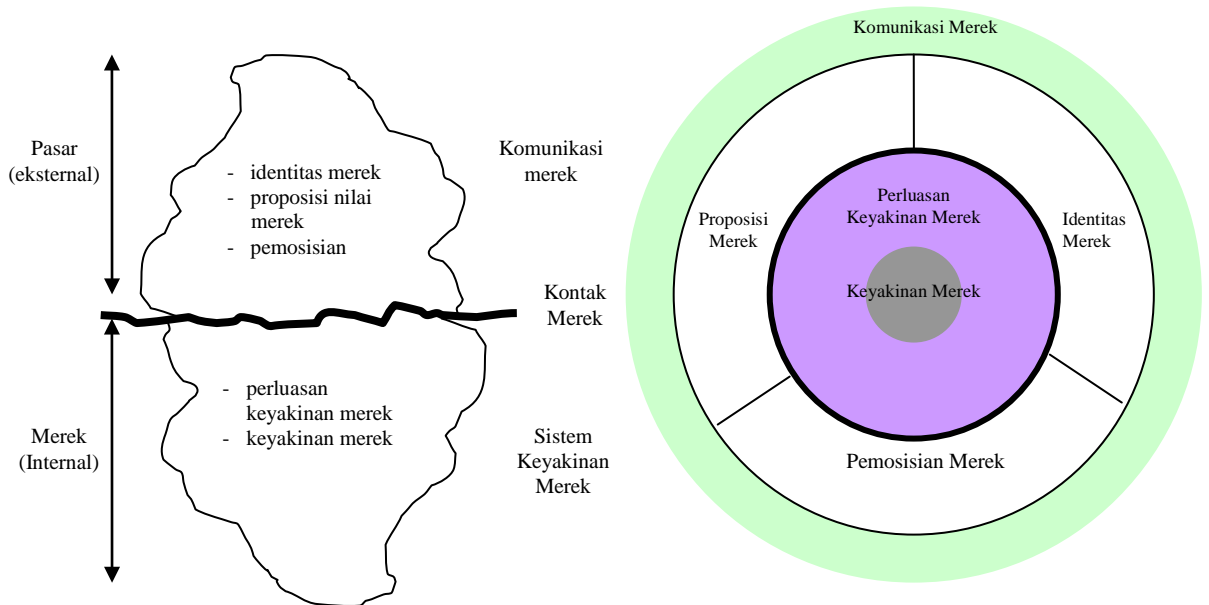 Pasar
(eksternal)
- identitas merek
- proposisi nilai
merek
- pemosisian
Komunikasi
merek
Kontak
Merek
Merek
(Internal)
- perluasan
keyakinan merek
- keyakinan merek
Sistem
Keyakinan
Merek
Komunikasi Merek
Proposisi
Merek
Perluasan
Keyakinan Merek
Identitas
Merek
Keyakinan Merek
Pemosisian Merek